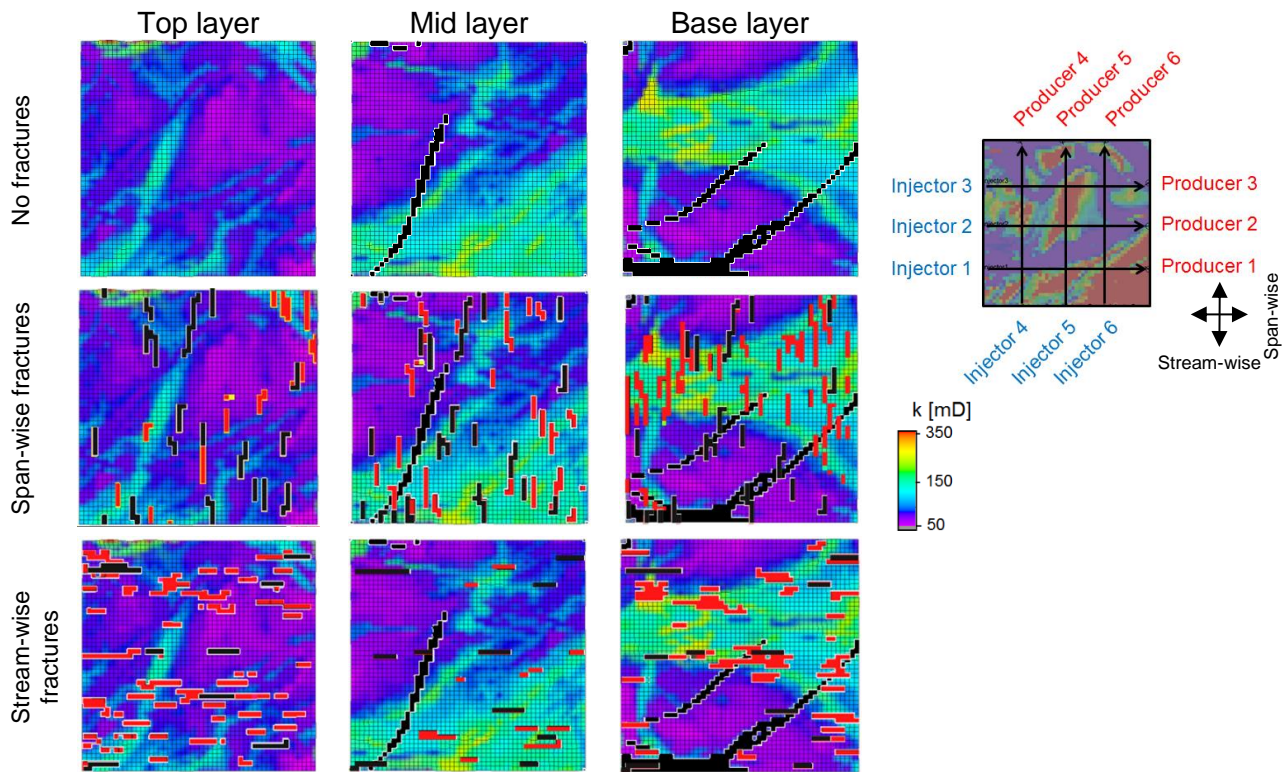 Top layer
Mid layer
Base layer
No fractures
Span-wise fractures
Stream-wise
fractures
Producer 4
Producer 5
Producer 6
Injector 3
Injector 2
Injector 1
Producer 3
Producer 2
Producer 1
Injector 4
Injector 5
Injector 6
Span-wise
Stream-wise
k [mD]
350
150
50